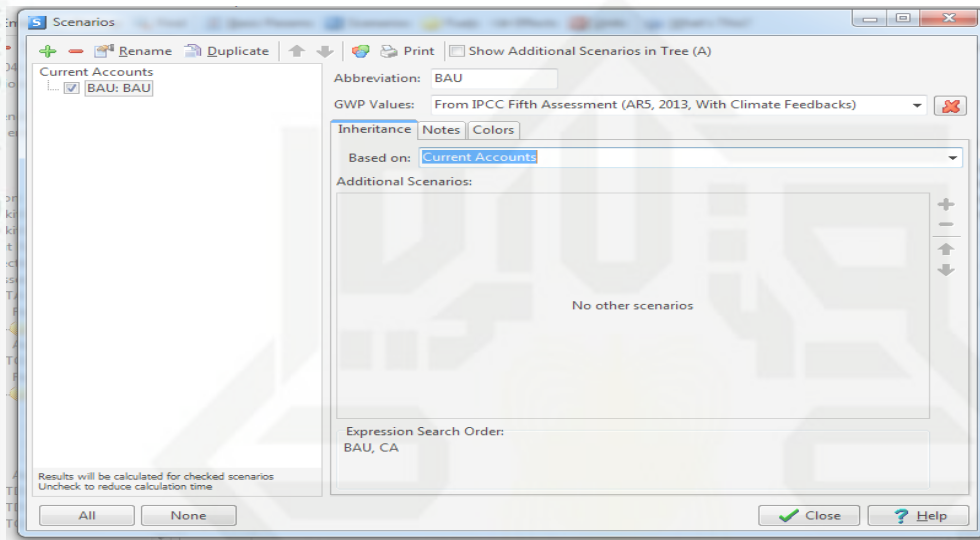 Scenarios
Rename Duplicate Print Show Additional Scenarios in Tree (A)
Current Accounts
BAU: BAU
Abbreviation: BAU
GWP Values: From IPCC Fifth Assessment (AR5, 2013, With Climate Feedbacks)
Inheritance Notes Colors
Based on: Current Accounts
Additional Scenarios:
No other scenarios
Expression Search Order:
BAU, CA
Results will be calculated for checked scenarios
Uncheck to reduce calculation time
All None Close ? Help